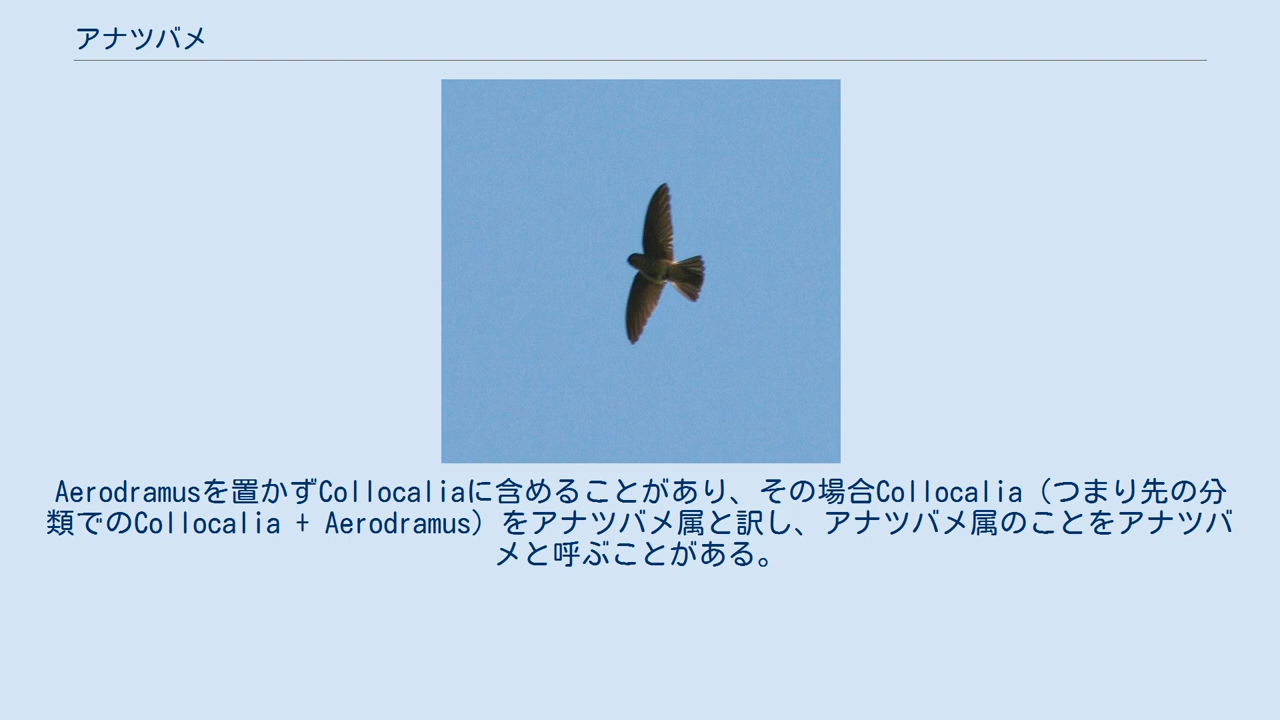 アナツバメ
Aerodramusを置かずCollocaliaに含めることがあり、その場合Collocalia（つまり先の分
類でのCollocalia + Aerodramus）をアナツバメ属と訳し、アナツバメ属のことをアナツバ
メと呼ぶことがある。